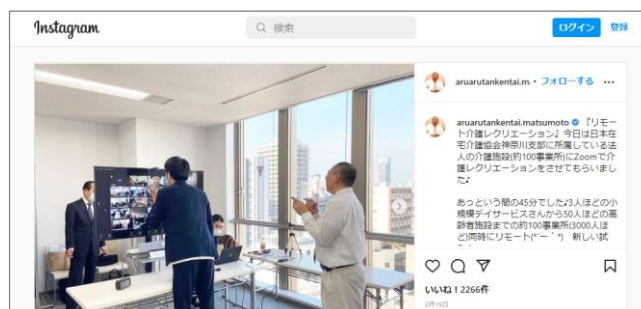 Instagram
検索
ログイン 登録
aruarutankentai.m. • フォローする
aruarutankentai.matsumoto 『リモー
ト介護レクリエーション』今日は日本在
宅介護協会神奈川支部に所属している法
人の介護施設(約100事業所)にZoomで介
護レクリエーションをさせてもらいまし
た♪
あっという間の45分でした♪3人ほどの小
規模デイサービスさんから50人ほどの高
齢者施設までの約100事業所(3000人ほ
ど)同時にリモート 新しい試
いいね！2266件
2月15日